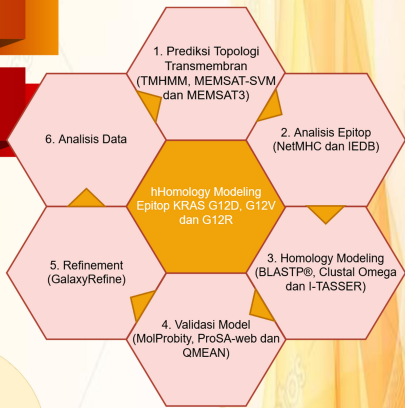 1. Prediksi Topologi
Transmembran
(TMHMM, MEMSAT-SVM
dan MEMSAT3)
2. Analisis Epitop
(NetMHC dan IEDB)
3. Homology Modeling
(BLASTP®, Clustal Omega
dan I-TASSER)
4. Validasi Model
(MolProbity, ProSA-web dan
QMEAN)
5. Refinement
(GalaxyRefine)
6. Analisis Data
hHomology Modeling
Epitop KRAS G12D, G12V
dan G12R